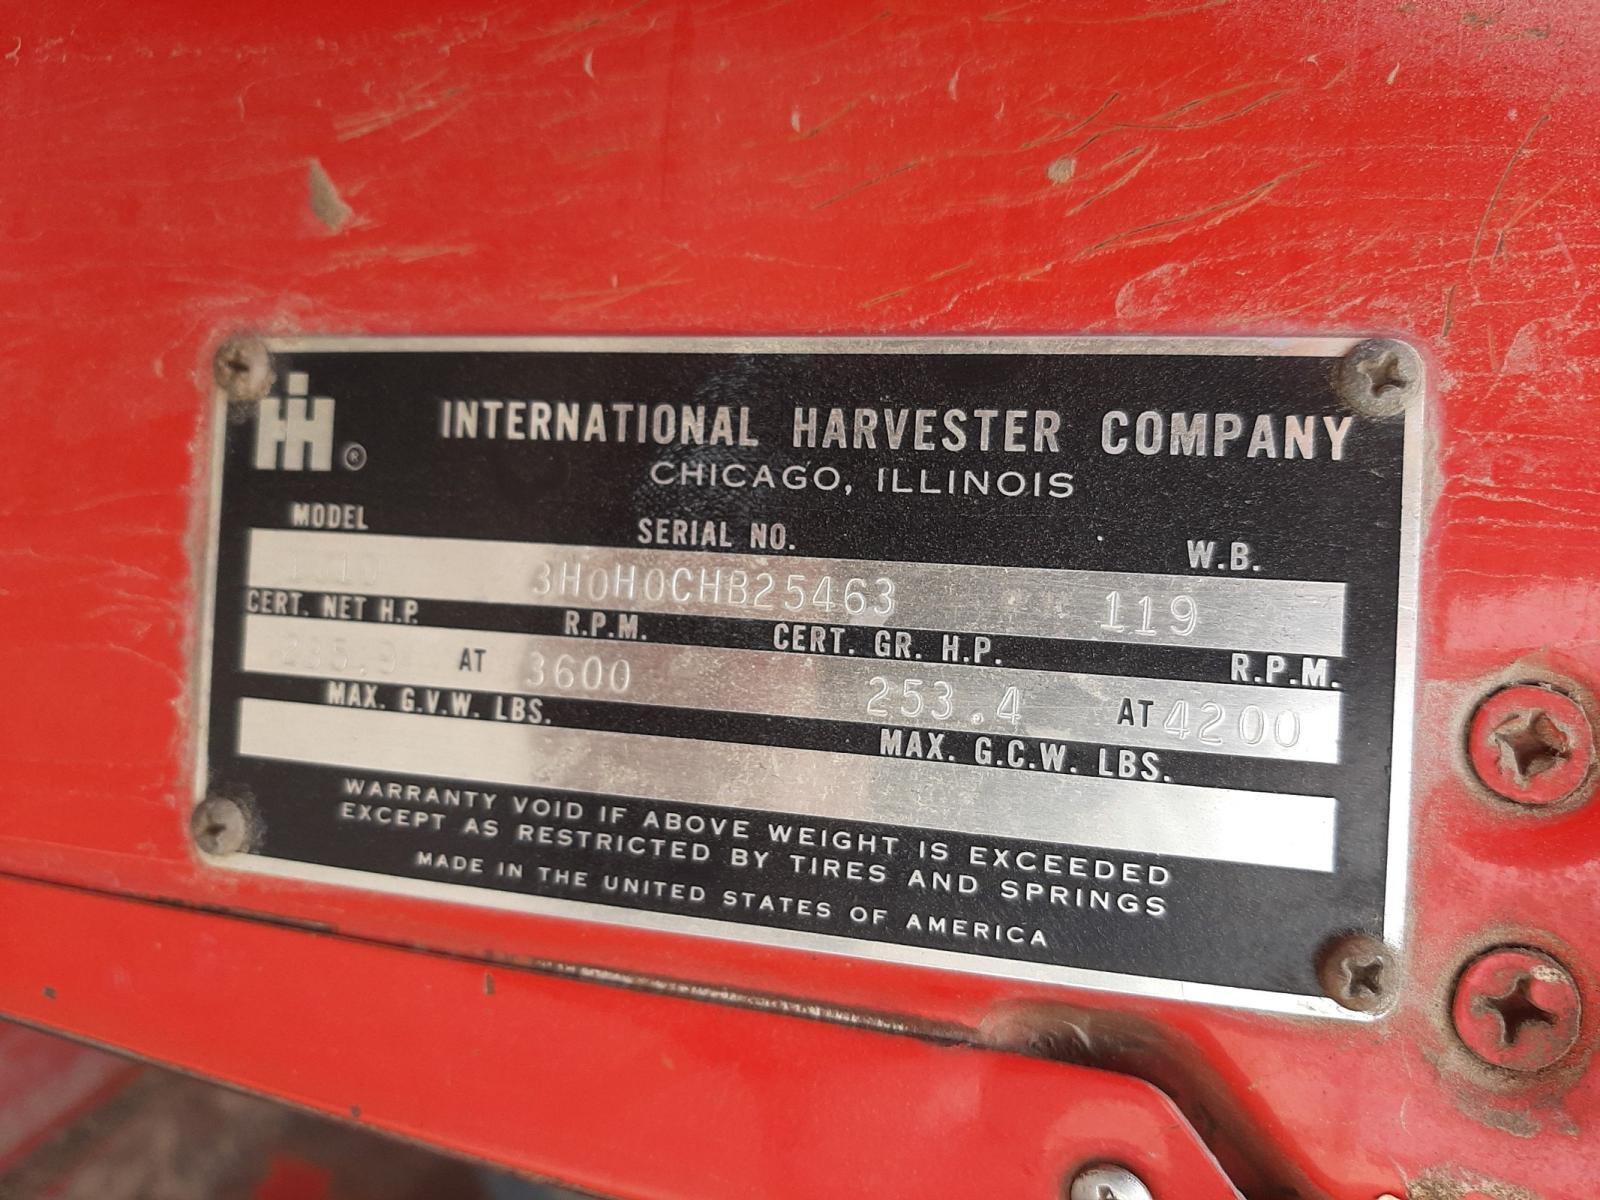 IH ®
INTERNATIONAL HARVESTER COMPANY
CHICAGO, ILLINOIS
MODEL SERIAL NO. W.B.
3H0H0CHB25463 119
CERT. NET H.P. R.P.M. CERT. GR. H.P. R.P.M.
235.9 AT 3600 253.4 AT 4200
MAX. G.V.W. LBS. MAX. G.C.W. LBS.
WARRANTY VOID IF ABOVE WEIGHT IS EXCEEDED
EXCEPT AS RESTRICTED BY TIRES AND SPRINGS
MADE IN THE UNITED STATES OF AMERICA